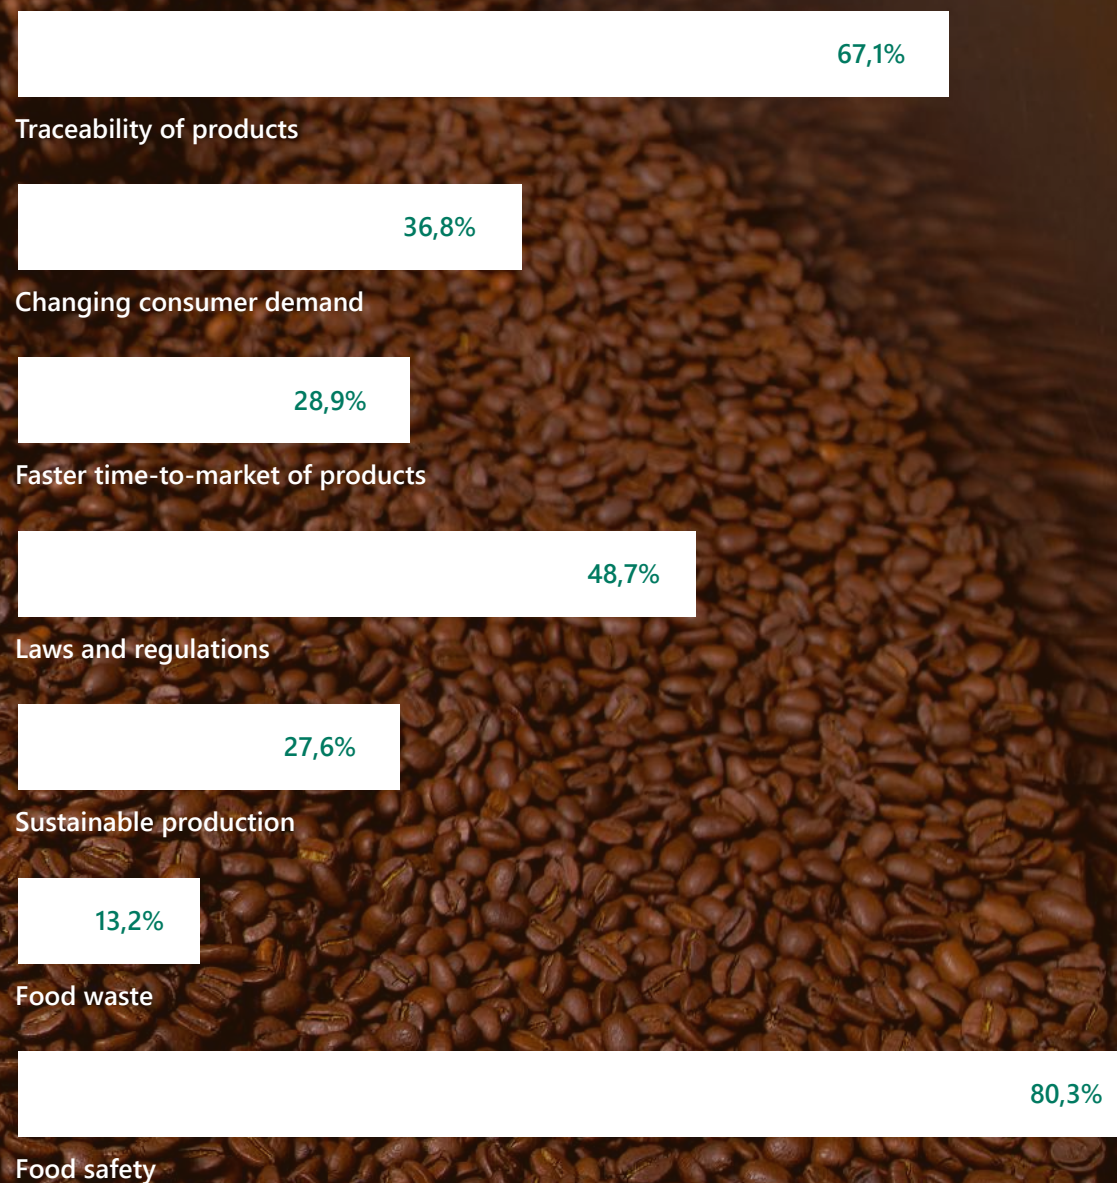 67,1%
Traceability of products
36,8%
Changing consumer demand
28,9%
Faster time-to-market of products
48,7%
Laws and regulations
27,6%
Sustainable production
13,2%
Food waste
80,3%
Food safety